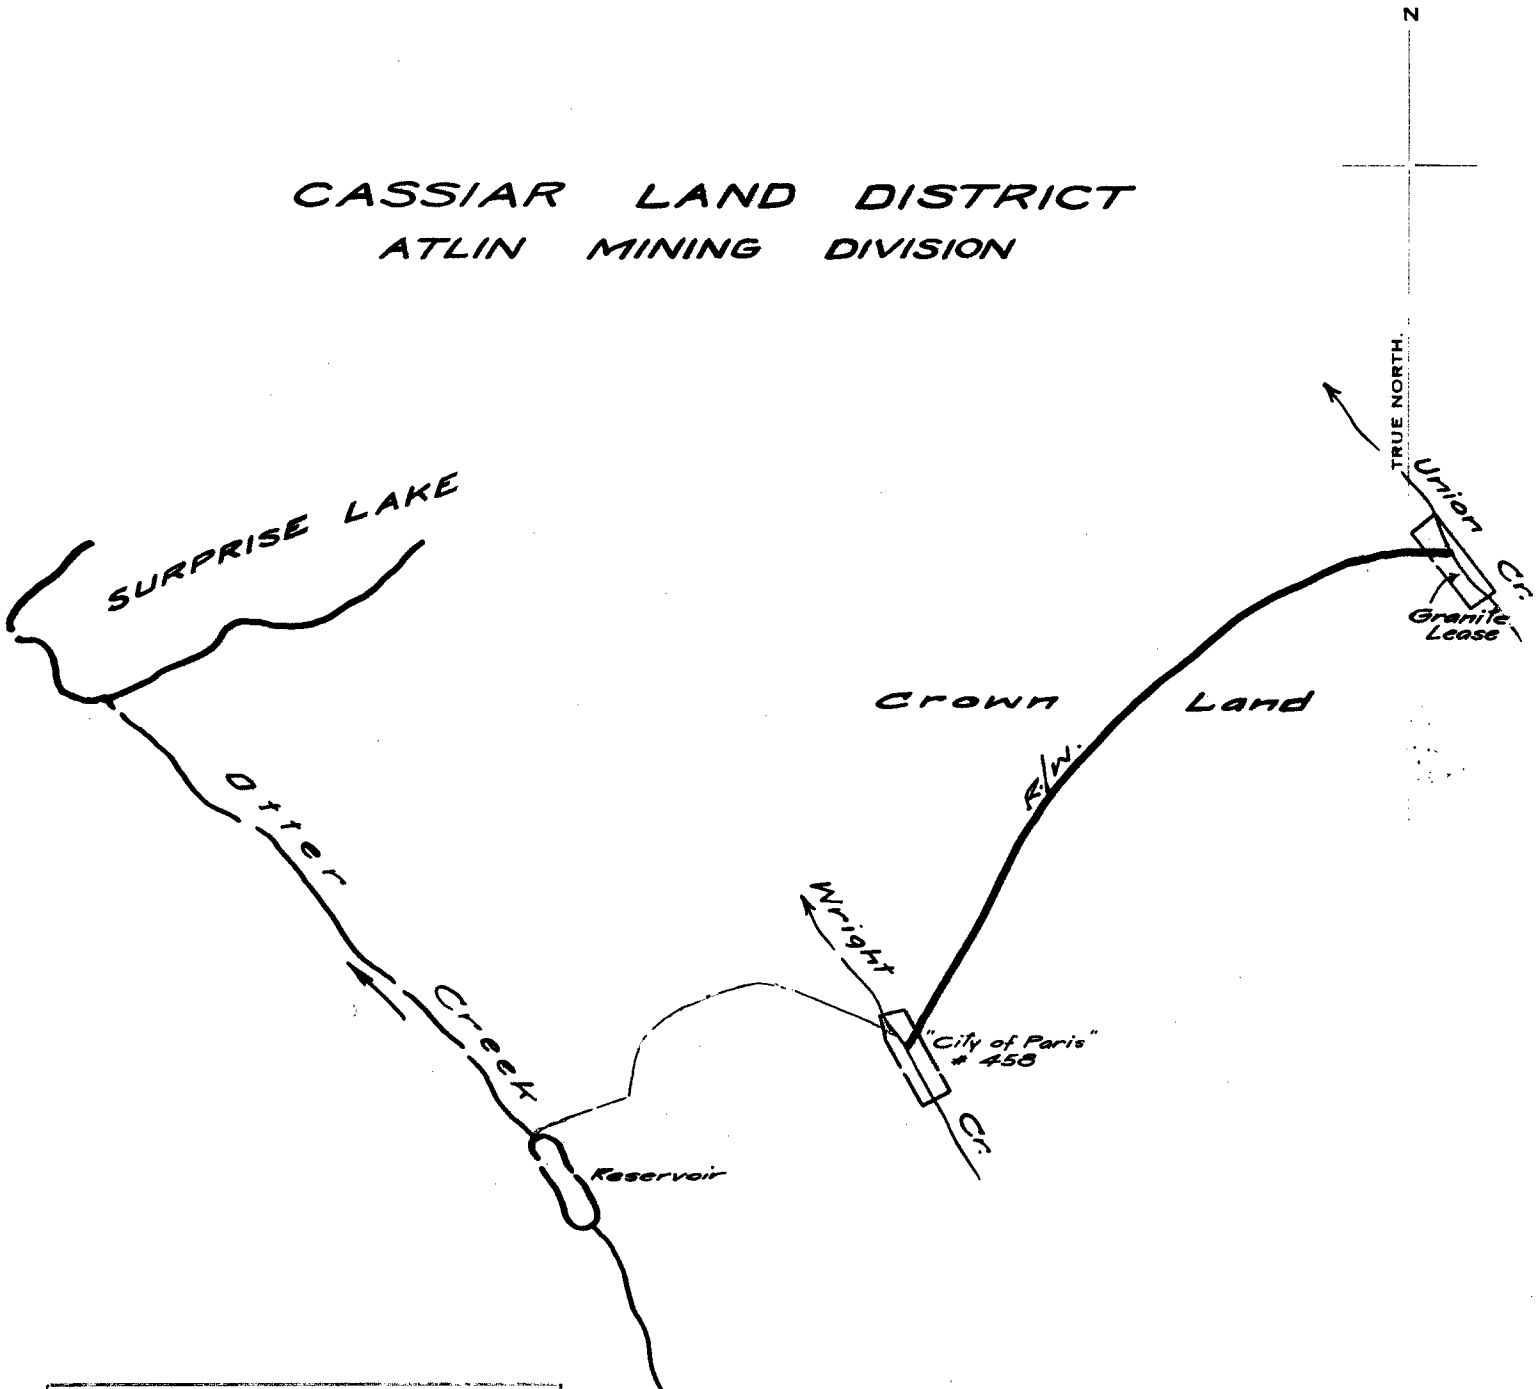 N
CASSIAR LAND DISTRICT
ATLIN MINING DIVISION
TRUE NORTH.
Union Cr.
SURPRISE LAKE
Granite
Lease
Crown Land
R/W.
Otter Creek
Wright Cr.
"City of Paris"
# 458
Reservoir